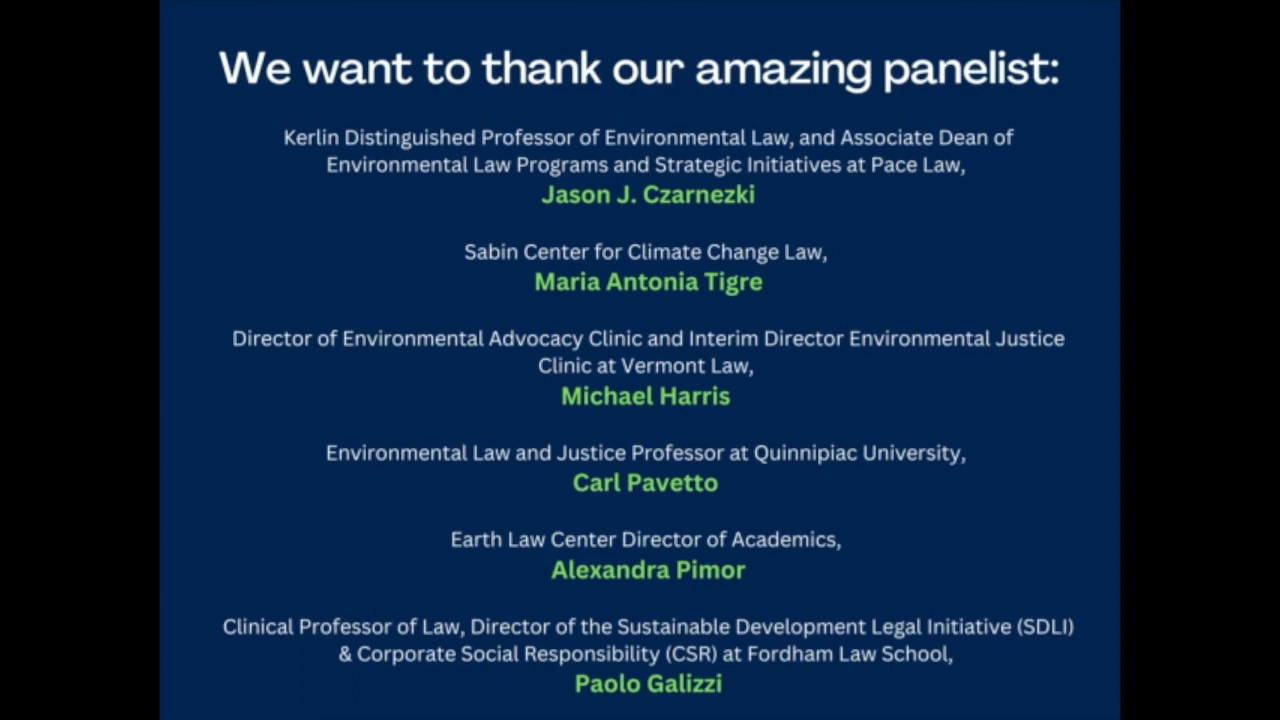 We want to thank our amazing panelist:
Kerlin Distinguished Professor of Environmental Law, and Associate Dean of
Environmental Law Programs and Strategic Initiatives at Pace Law,
Jason J. Czarnezki
Sabin Center for Climate Change Law,
Maria Antonia Tigre
Director of Environmental Advocacy Clinic and Interim Director Environmental Justice
Clinic at Vermont Law,
Michael Harris
Environmental Law and Justice Professor at Quinnipiac University,
Carl Pavetto
Earth Law Center Director of Academics,
Alexandra Pimor
Clinical Professor of Law, Director of the Sustainable Development Legal Initiative (SDLI)
& Corporate Social Responsibility (CSR) at Fordham Law School,
Paolo Galizzi